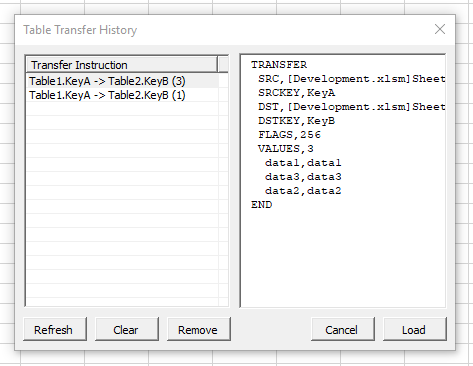 Table Transfer History
Transfer Instruction
Table1.KeyA -> Table2.KeyB (3)
Table1.KeyA -> Table2.KeyB (1)
TRANSFER
SRC,[Development.xlsm]Sheet
SRCKEY,KeyA
DST,[Development.xlsm]Sheet
DSTKEY,KeyB
FLAGS,256
VALUES,3
data1,data1
data3,data3
data2,data2
END
Refresh
Clear
Remove
Cancel
Load